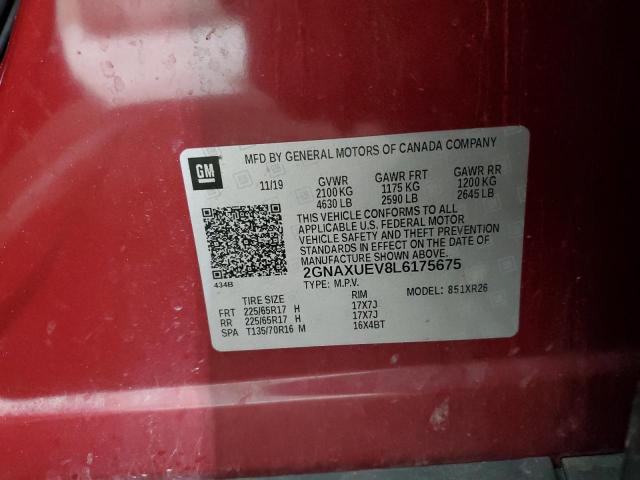 GM
MFD BY GENERAL MOTORS OF CANADA COMPANY
11/19 GVWR GAWR FRT GAWR RR
2100 KG 1175 KG 1200 KG
4630 LB 2590 LB 2645 LB
THIS VEHICLE CONFORMS TO ALL
APPLICABLE U.S. FEDERAL MOTOR
VEHICLE SAFETY AND THEFT PREVENTION
STANDARDS IN EFFECT ON THE DATE OF
MANUFACTURE SHOWN ABOVE.
2GNAXUEV8L6175675
434B
TYPE: M.P.V. MODEL: 851XR26
TIRE SIZE RIM
FRT 225/65R17 H 17X7J
RR 225/65R17 H 17X7J
SPA T135/70R16 M 16X4BT